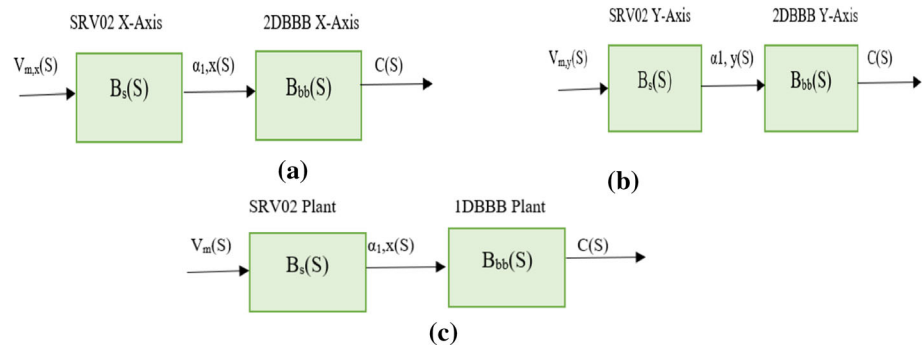 SRV02 X-Axis
2DBBB X-Axis
Vm,x(S)
Bs(S)
α1,x(S)
Bbb(S)
C(S)
(a)
SRV02 Y-Axis
2DBBB Y-Axis
Vm,y(S)
Bs(S)
α1, y(S)
Bbb(S)
C(S)
(b)
SRV02 Plant
1DBBB Plant
Vm(S)
Bs(S)
α1,x(S)
Bbb(S)
C(S)
(c)